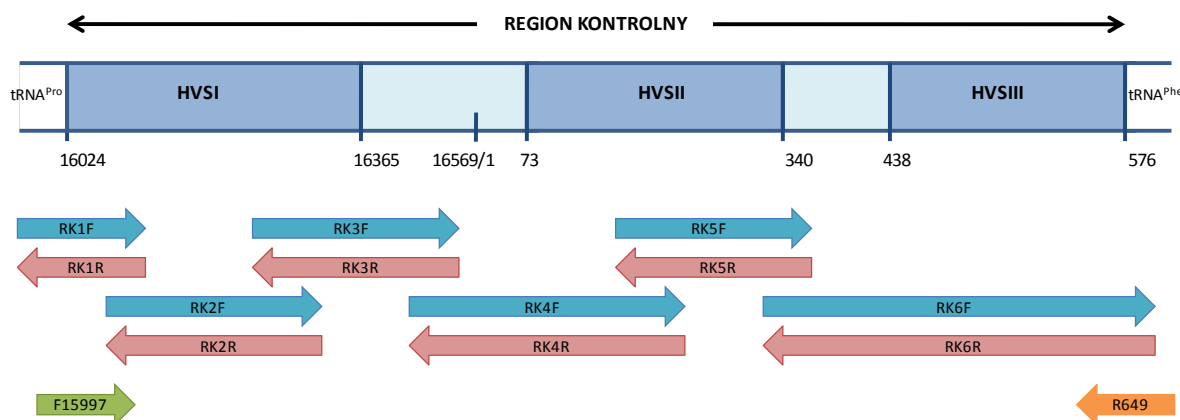 REGION KONTROLNY
tRNAPro HVSI HVSII HVSIII tRNAPhe
16024 16365 16569/1 73 340 438 576
RK1F RK3F RK5F
RK1R RK3R RK5R
RK2F RK4F RK6F
RK2R RK4R RK6R
F15997 R649